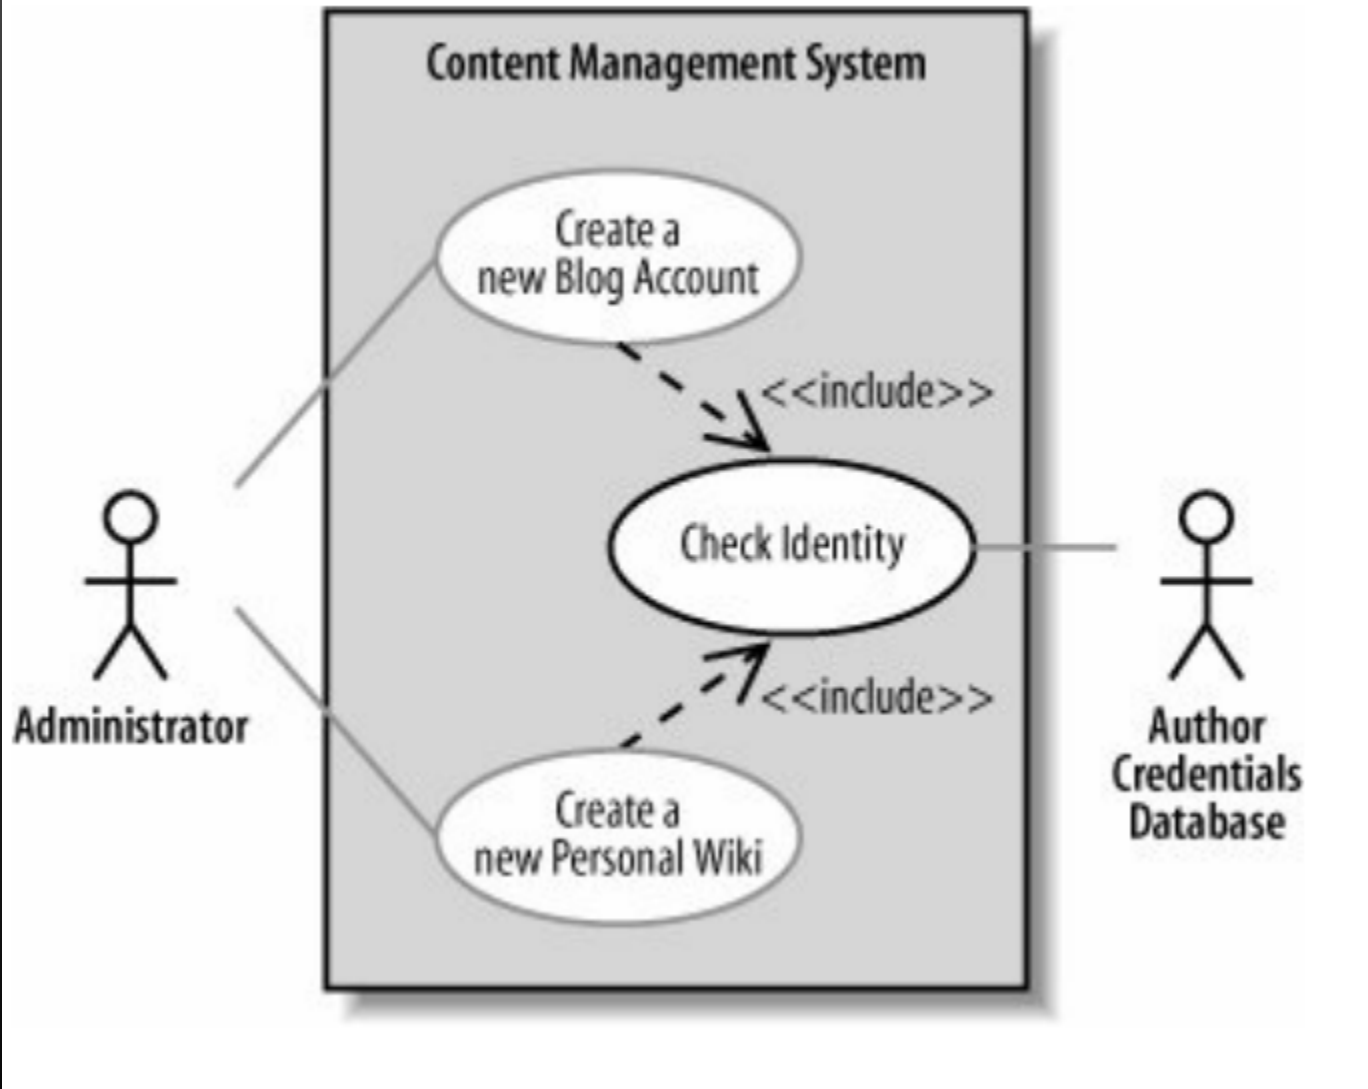 Content Management System
Create a
new Blog Account
<<include>>
Check Identity
<<include>>
Administrator
Author
Credentials
Database
Create a
new Personal Wiki